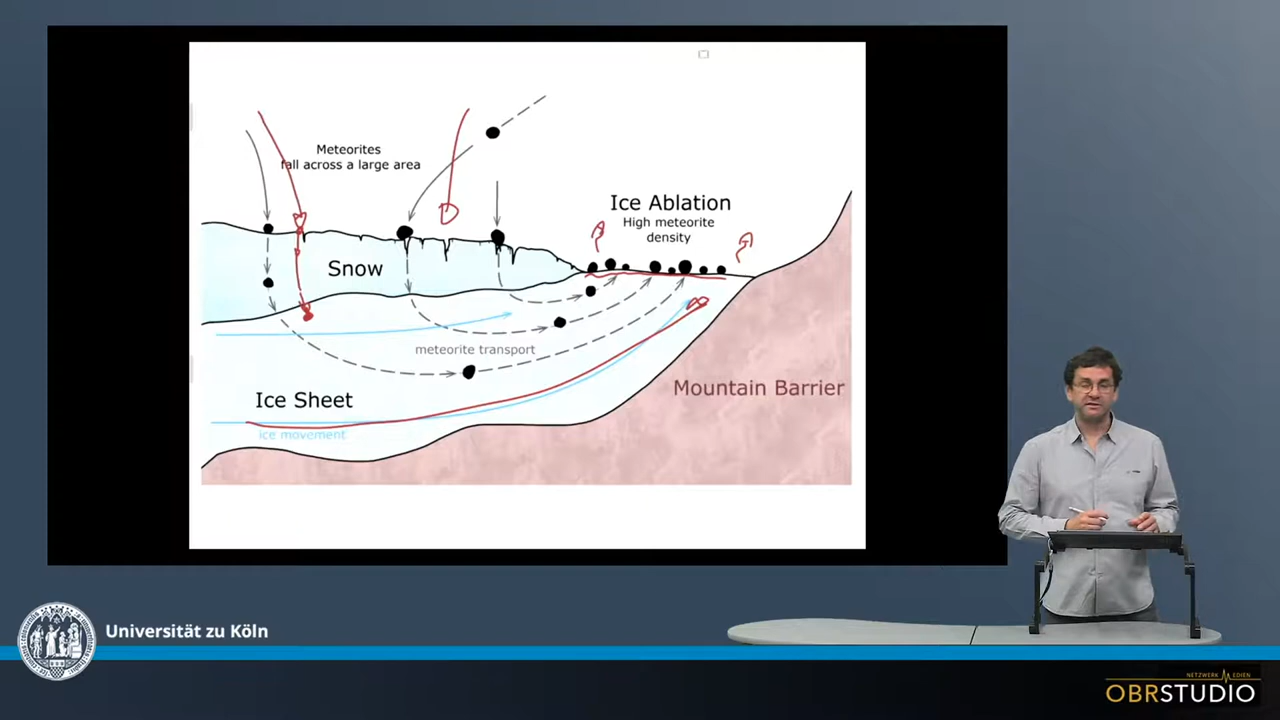 Meteorites
fall across a large area
Ice Ablation
High meteorite
density
Snow
meteorite transport
Mountain Barrier
Ice Sheet
ice movement
Universität zu Köln
NETZWERK MEDIEN
OBRSTUDIO